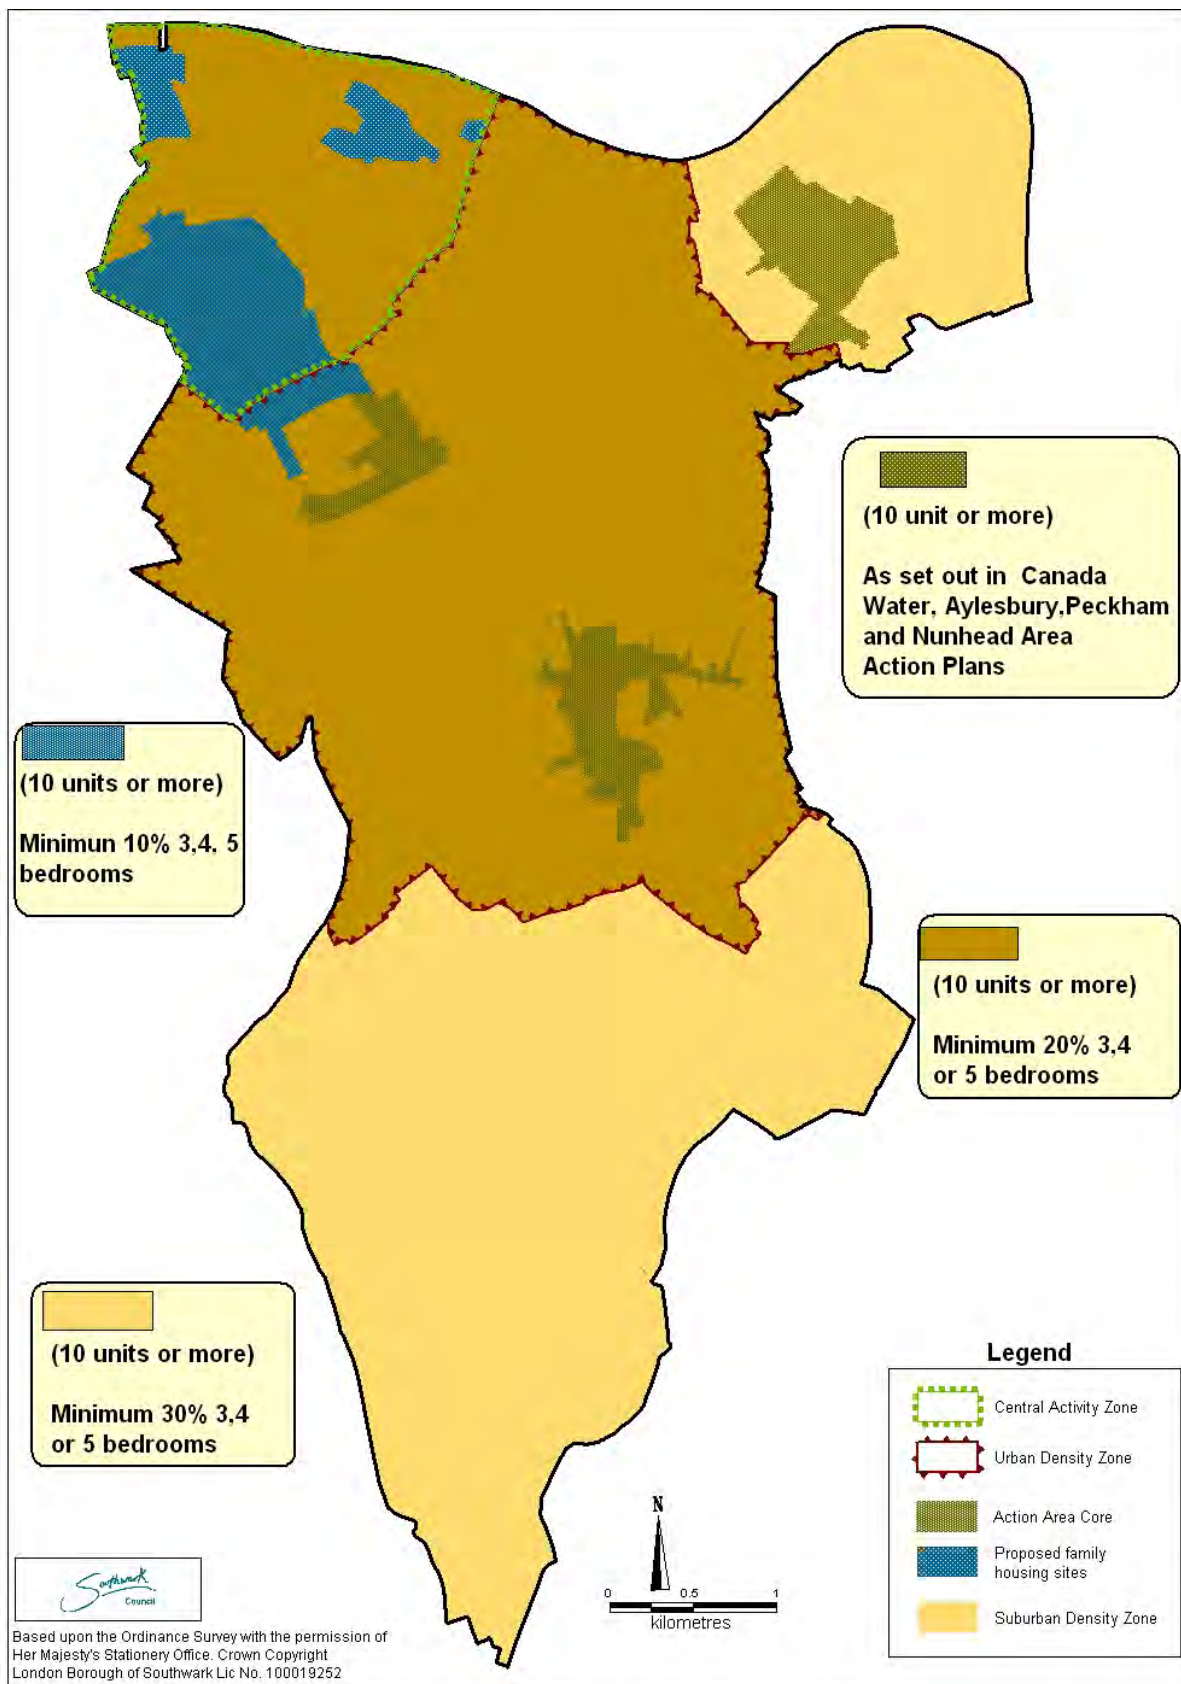 (10 unit or more)
As set out in Canada
Water, Aylesbury,Peckham
and Nunhead Area
Action Plans
(10 units or more)
Minimun 10% 3,4, 5
bedrooms
(10 units or more)
Minimum 20% 3,4
or 5 bedrooms
(10 units or more)
Minimum 30% 3,4
or 5 bedrooms
Legend
Central Activity Zone
Urban Density Zone
Action Area Core
Proposed family
housing sites
Suburban Density Zone
N
0 0.5 1
kilometres
Southwark
Council
Based upon the Ordinance Survey with the permission of
Her Majesty's Stationery Office. Crown Copyright
London Borough of Southwark Lic No. 100019252